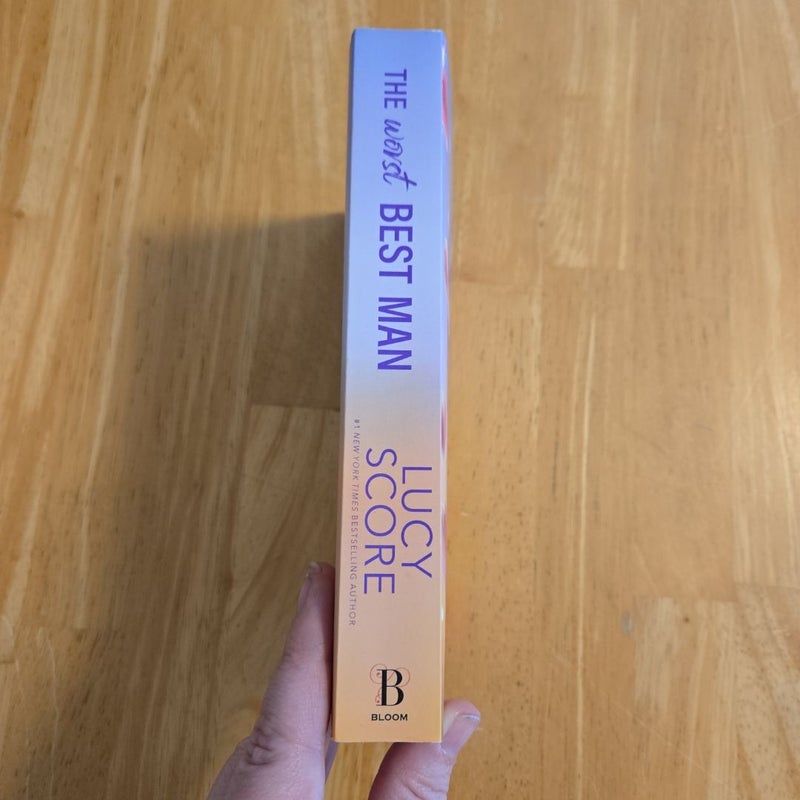 THE worst BEST MAN
LUCY
SCORE
#1 NEW YORK TIMES BESTSELLING AUTHOR
B
BLOOM